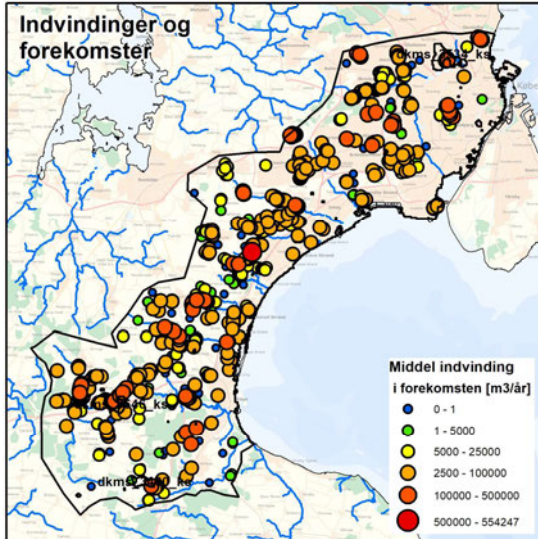 Indvindinger og
forekomster
Middel indvinding
i forekomsten [m3/år]
0 - 1
1 - 5000
5000 - 25000
2500 - 100000
100000 - 500000
500000 - 554247